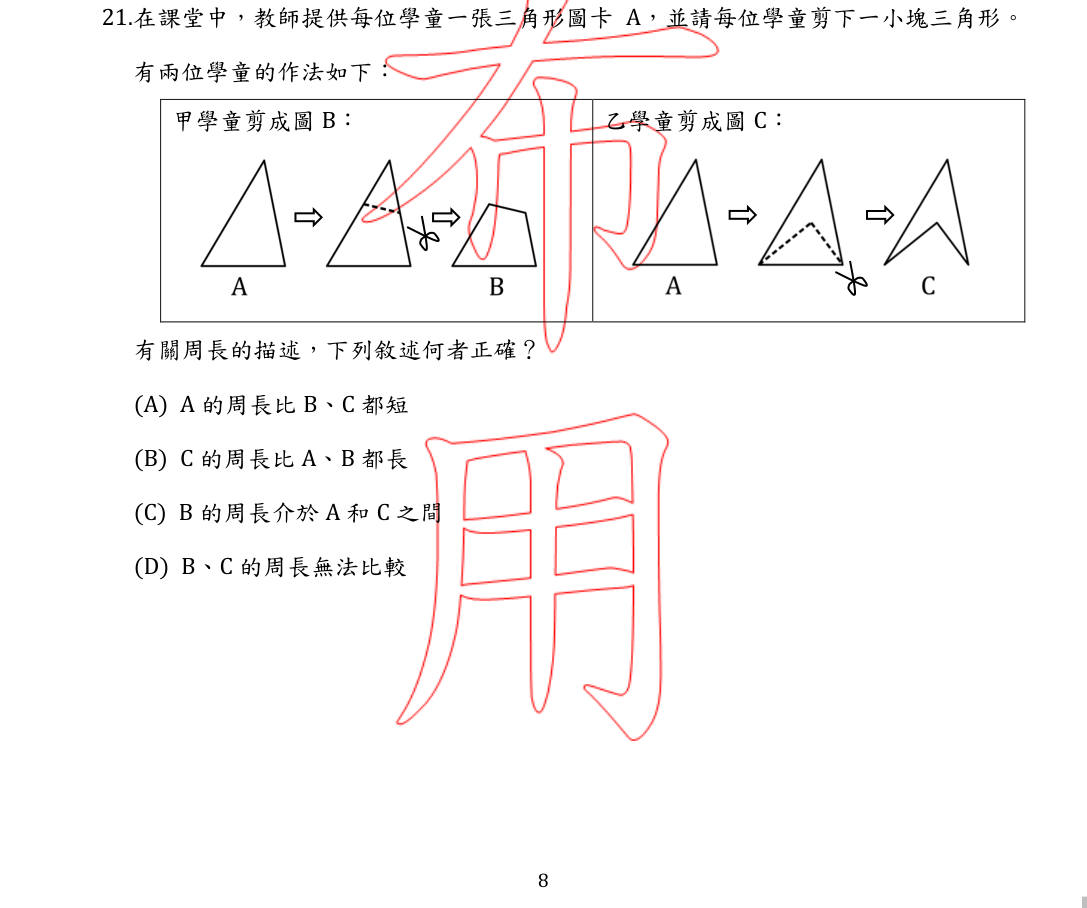 21.在課堂中，教師提供每位學童一張三角形圖卡 A，並請每位學童剪下一小塊三角形。
有兩位學童的作法如下：
甲學童剪成圖 B：
A
B
乙學童剪成圖 C：
A
C
有關周長的描述，下列敘述何者正確？
(A) A 的周長比 B、C 都短
(B) C 的周長比 A、B 都長
(C) B 的周長介於 A 和 C 之間
(D) B、C 的周長無法比較
布
用
8